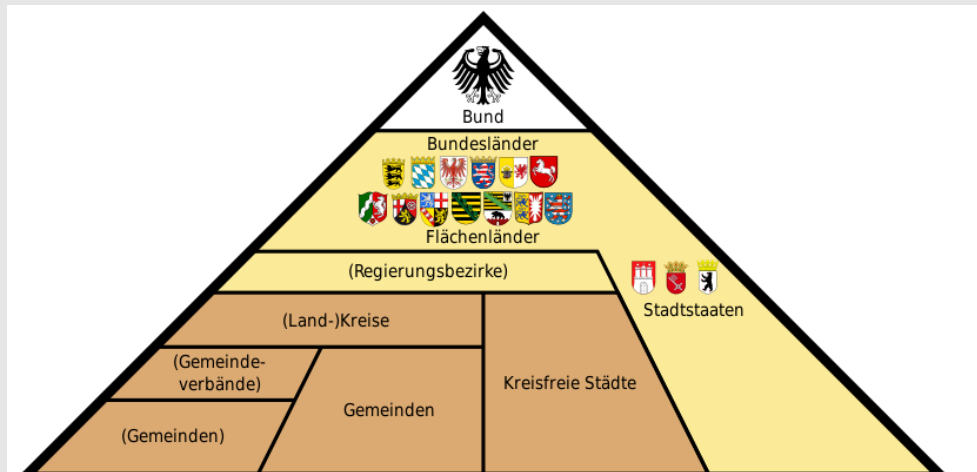 Bund
Bundesländer
Flächenländer
(Regierungsbezirke)
Stadtstaaten
(Land-)Kreise
(Gemeinde-
verbände)
Kreisfreie Städte
Gemeinden
(Gemeinden)